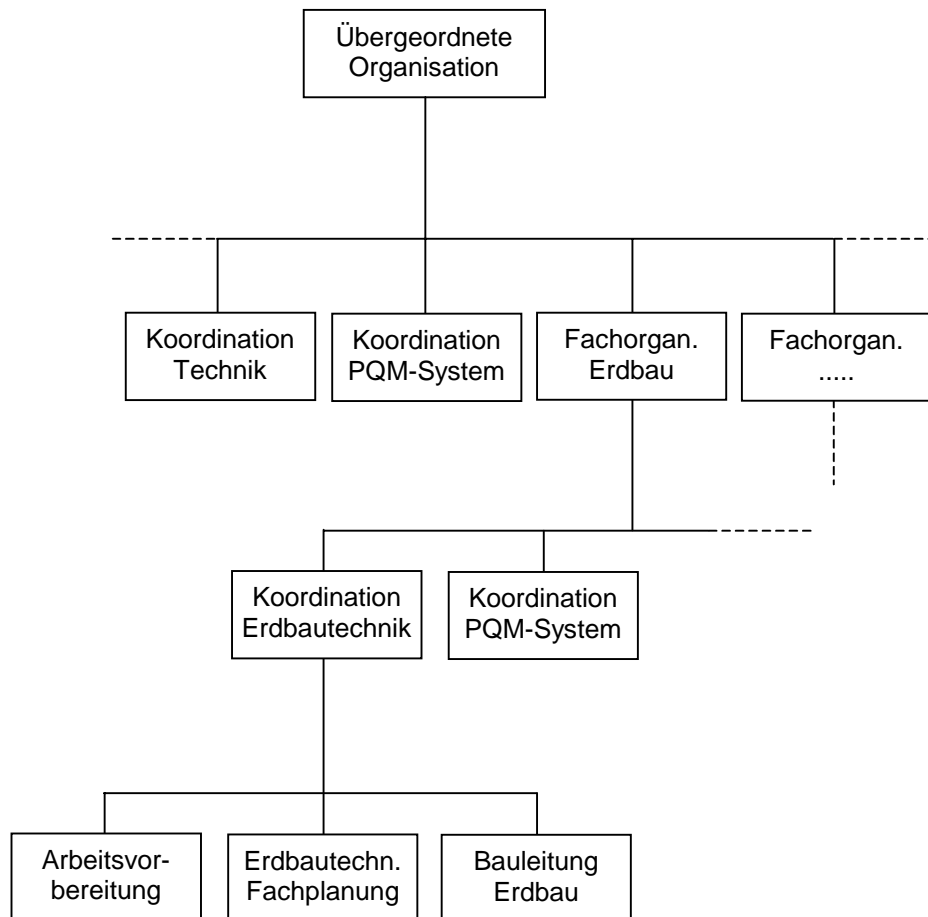 Übergeordnete
Organisation
Koordination
Technik
Koordination
PQM-System
Fachorgan.
Erdbau
Fachorgan.
.....
Koordination
Erdbautechnik
Koordination
PQM-System
Arbeitsvor-
bereitung
Erdbautechn.
Fachplanung
Bauleitung
Erdbau